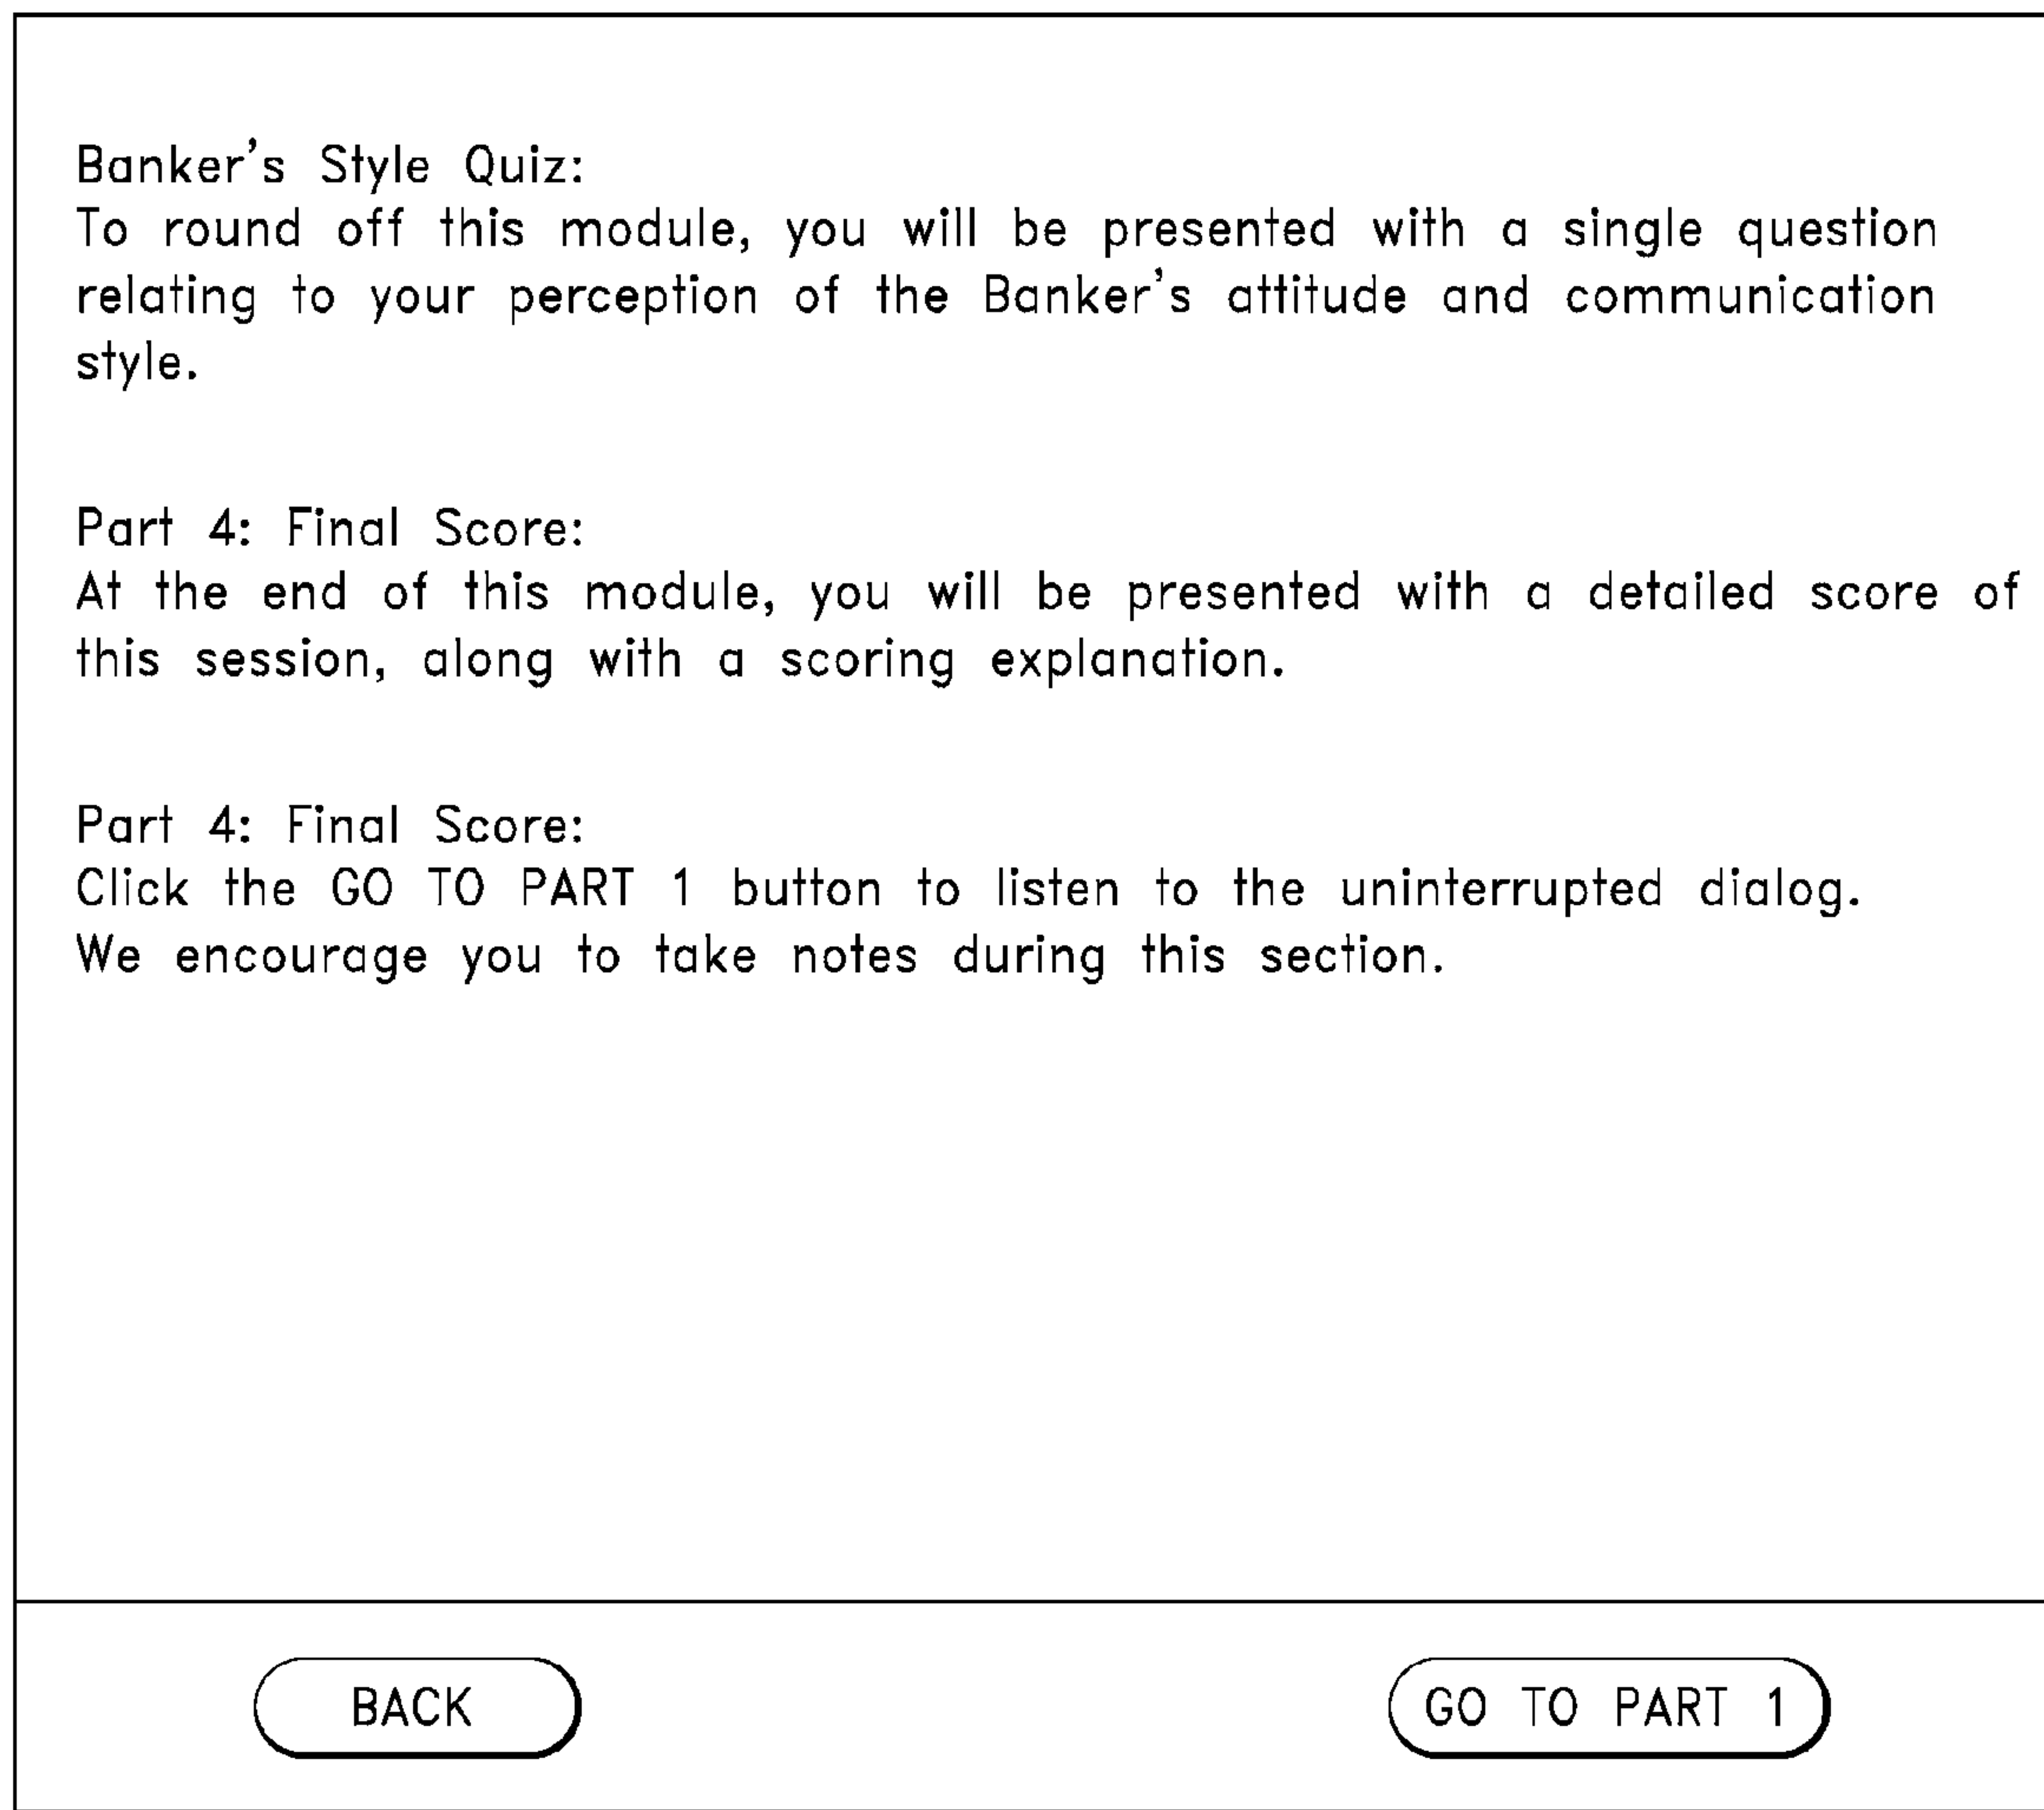 Banker's Style Quiz:
To round off this module, you will be presented with a single question
relating to your perception of the Banker's attitude and communication
style.
Part 4: Final Score:
At the end of this module, you will be presented with a detailed score of
this session, along with a scoring explanation.
Part 4: Final Score:
Click the GO TO PART 1 button to listen to the uninterrupted dialog.
We encourage you to take notes during this section.
BACK
GO TO PART 1